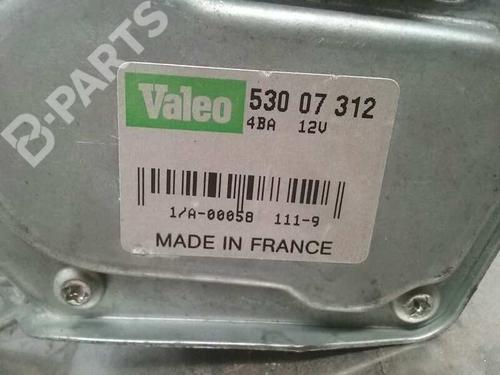 B-PARTS
Valeo 530 07 312
4BA 12V
1/A-00058 111-9
MADE IN FRANCE